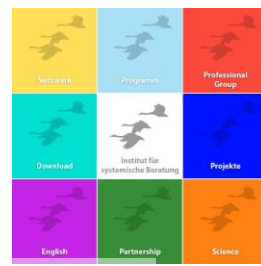 Netzwerk
Programm
Professional
Group
Download
Institut für
systemische Beratung
Projekte
English
Partnership
Science